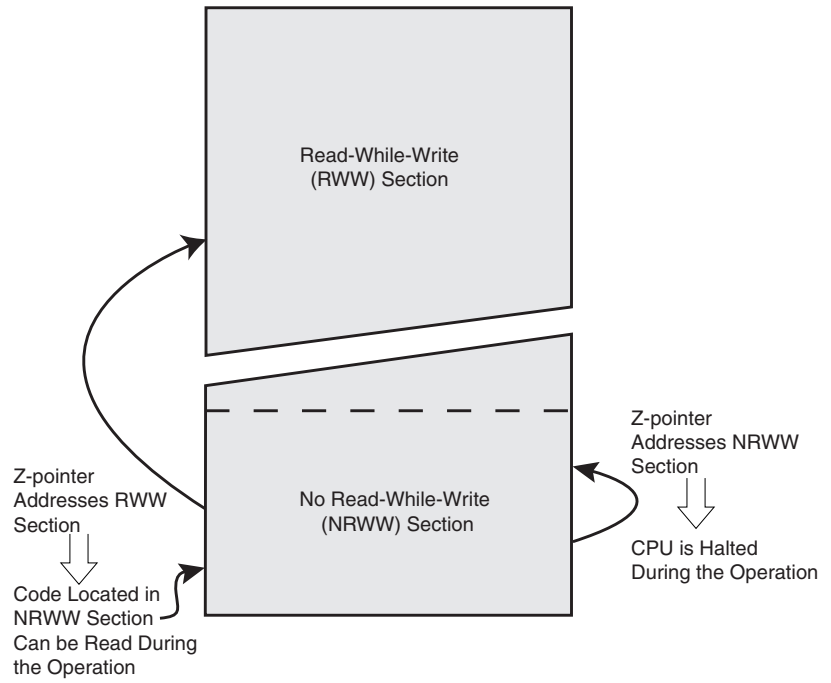 Read-While-Write
(RWW) Section
Z-pointer
Addresses NRWW
Section
Z-pointer
Addresses RWW
Section
No Read-While-Write
(NRWW) Section
CPU is Halted
During the Operation
Code Located in
NRWW Section
Can be Read During
the Operation